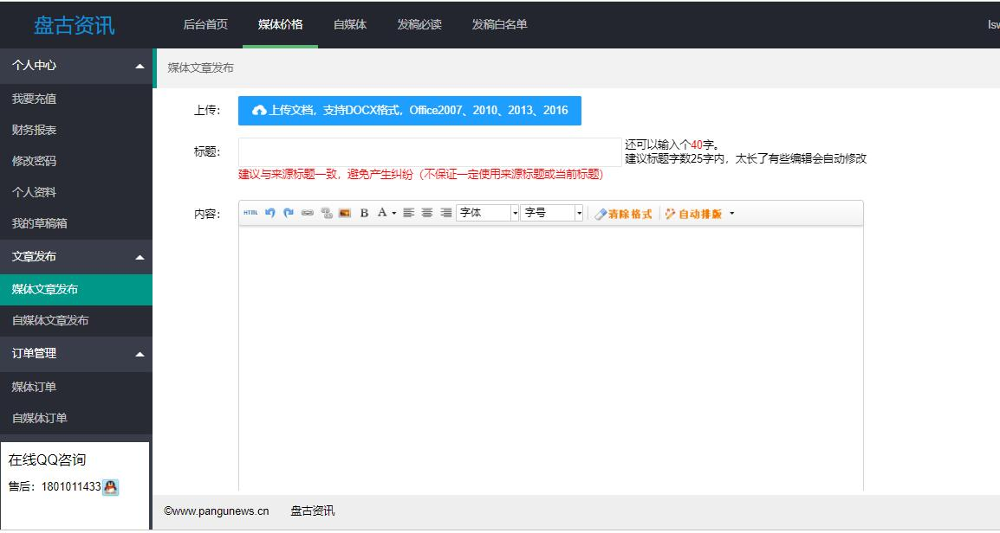 盘古资讯
后台首页 媒体价格 自媒体 发稿必读 发稿白名单
个人中心
我要充值
财务报表
修改密码
个人资料
我的草稿箱
文章发布
媒体文章发布
自媒体文章发布
订单管理
媒体订单
自媒体订单
在线QQ咨询
售后：1801011433
媒体文章发布
上传：
上传文档，支持DOCX格式，Office2007、2010、2013、2016
标题：
还可以输入个40字。
建议标题字数25字内，太长了有些编辑会自动修改
建议与来源标题一致，避免产生纠纷（不保证一定使用来源标题或当前标题）
内容：
HTML B A 字体 字号 清除格式 自动排版
©www.pangunews.cn 盘古资讯